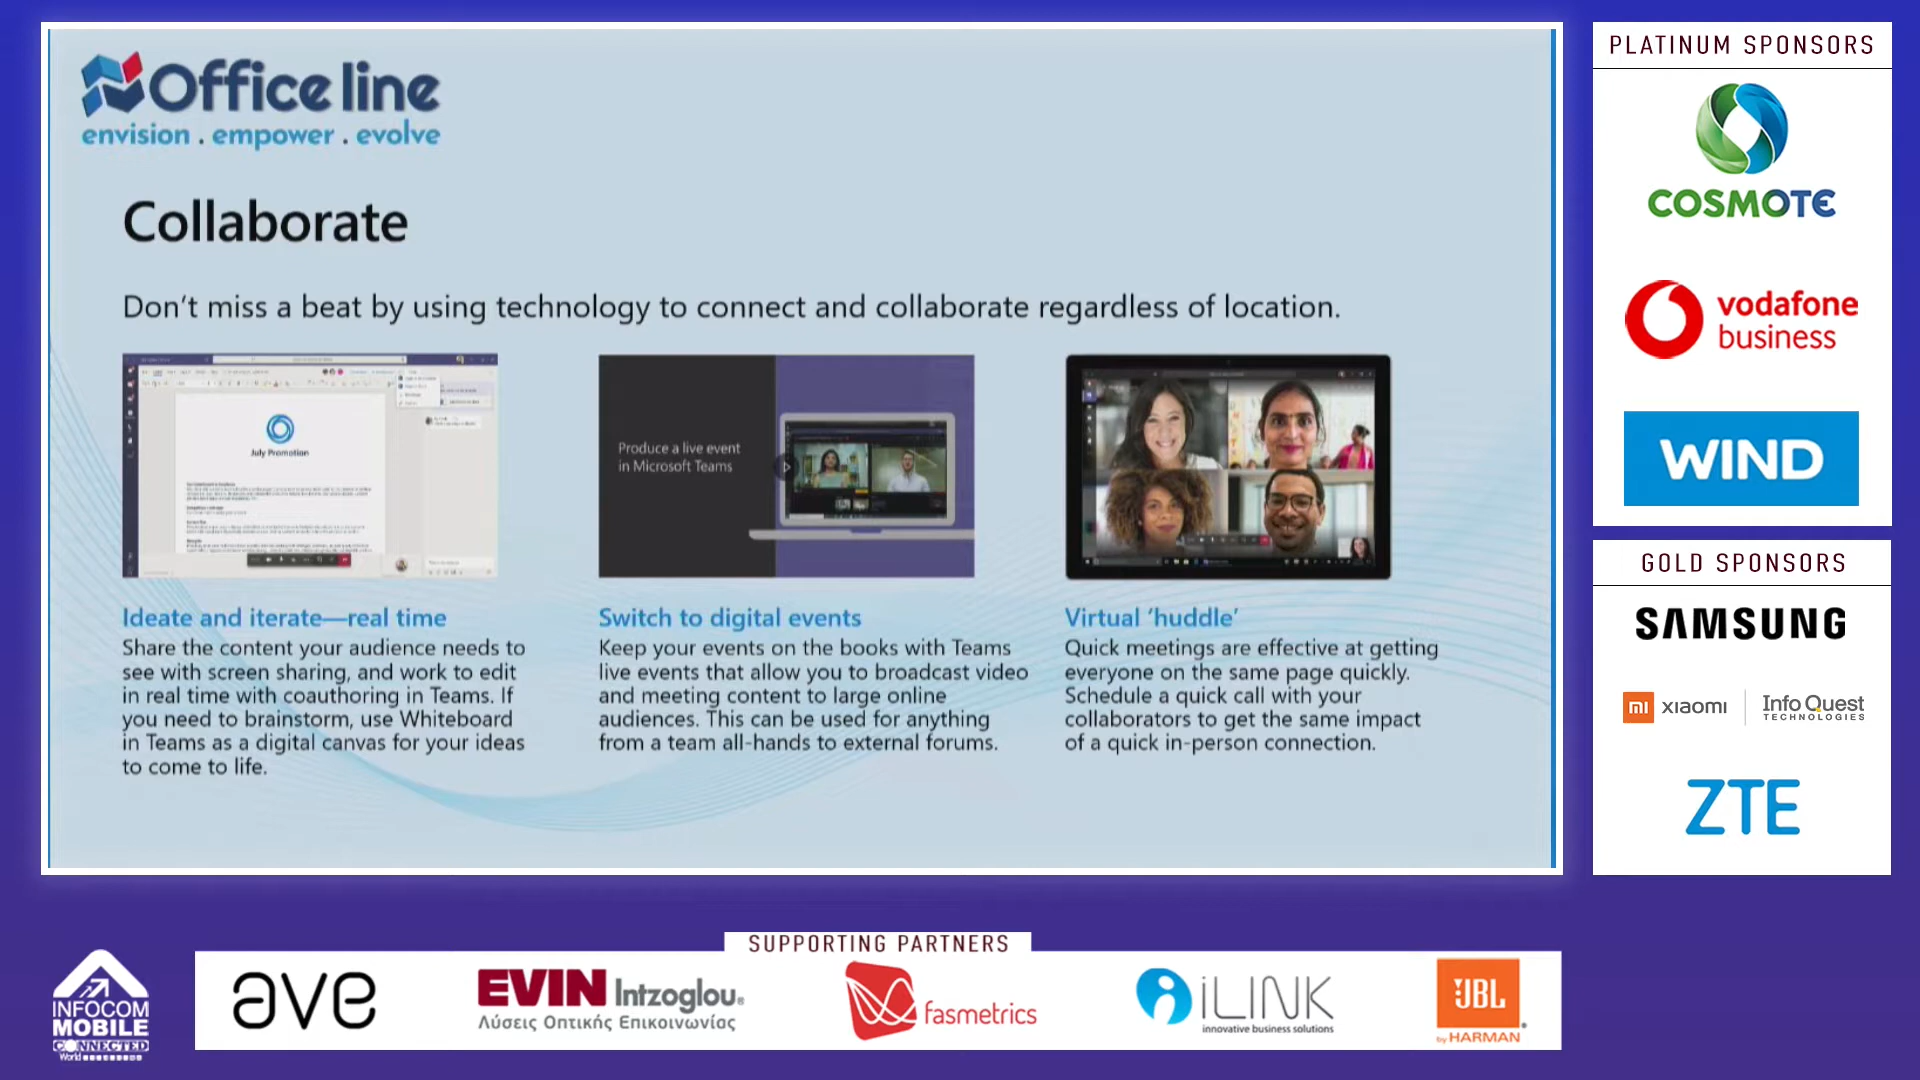 Office line
envision . empower . evolve
Collaborate
Don't miss a beat by using technology to connect and collaborate regardless of location.
July Promotion
Produce a live event
in Microsoft Teams
Ideate and iterate—real time
Share the content your audience needs to
see with screen sharing, and work to edit
in real time with coauthoring in Teams. If
you need to brainstorm, use Whiteboard
in Teams as a digital canvas for your ideas
to come to life.
Switch to digital events
Keep your events on the books with Teams
live events that allow you to broadcast video
and meeting content to large online
audiences. This can be used for anything
from a team all-hands to external forums.
Virtual ‘huddle’
Quick meetings are effective at getting
everyone on the same page quickly.
Schedule a quick call with your
collaborators to get the same impact
of a quick in-person connection.
PLATINUM SPONSORS
COSMOTE
vodafone
business
WIND
GOLD SPONSORS
SAMSUNG
mi xiaomi
Info Quest
TECHNOLOGIES
ZTE
SUPPORTING PARTNERS
INFOCOM
MOBILE
CONNECTED
World
ave
EVIN Intzoglou®
Λύσεις Οπτικής Επικοινωνίας
fasmetrics
iLINK
innovative business solutions
JBL
by HARMAN